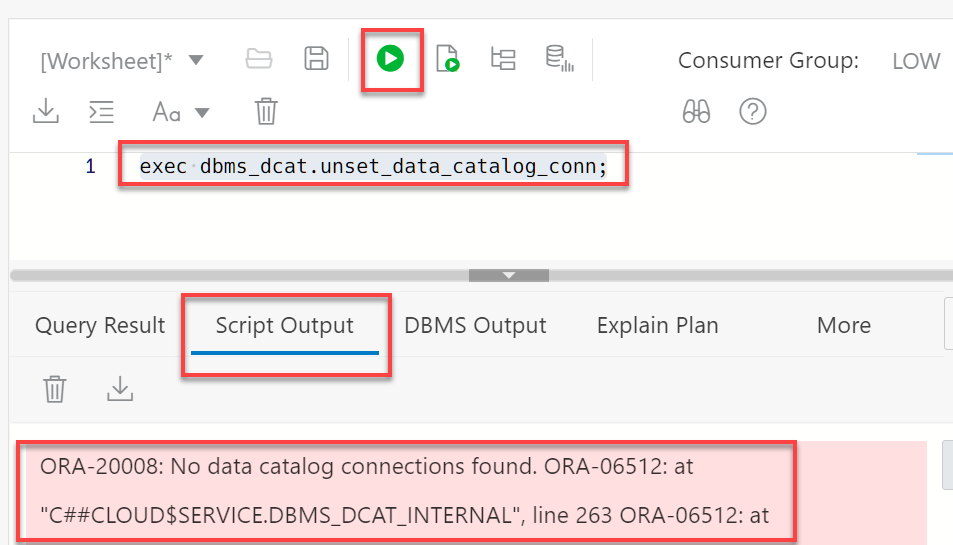 [Worksheet]*
Consumer Group: LOW
Aa
1 exec dbms_dcat.unset_data_catalog_conn;
Query Result Script Output DBMS Output Explain Plan More
ORA-20008: No data catalog connections found. ORA-06512: at
"C##CLOUD$SERVICE.DBMS_DCAT_INTERNAL", line 263 ORA-06512: at